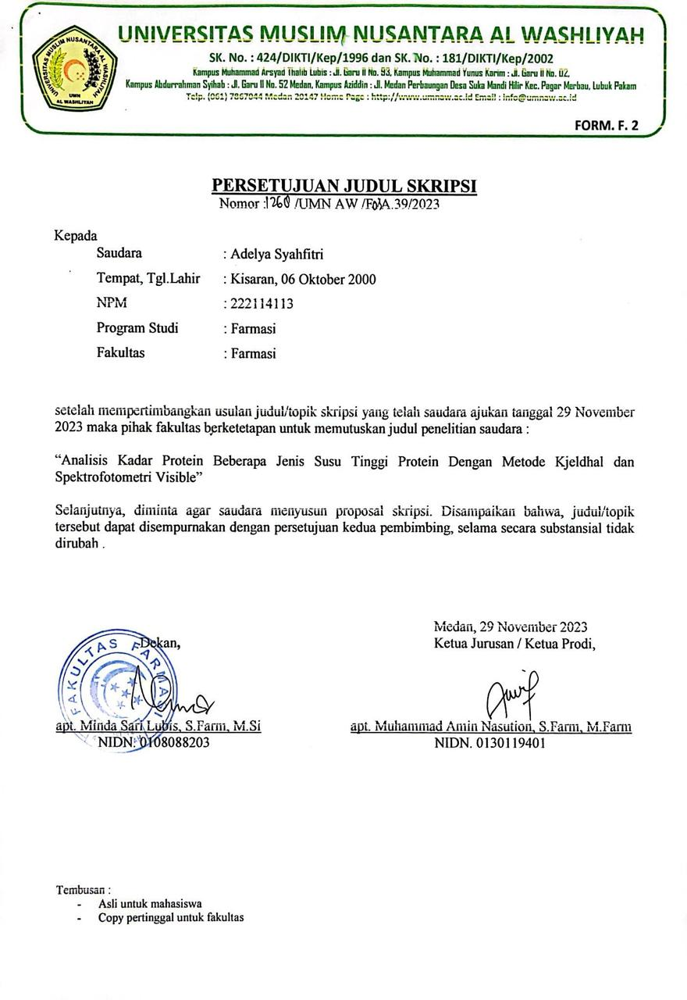 UNIVERSITAS MUSLIM NUSANTARA AL WASHLIYAH
SK. No. : 424/DIKTI/Kep/1996 dan SK. No. : 181/DIKTI/Kep/2002
Kampus Muhammad Arsyad Thalib Lubis : Jl. Garu II No. 93, Kampus Muhammad Yunus Karim : Jl. Garu II No. 02,
Kampus Abdurrahman Syihab : Jl. Garu II No. 52 Medan, Kampus Aziddin : Jl. Medan Perbaungan Desa Suka Mandi Hilir Kec. Pagar Merbau, Lubuk Pakam
Telp. (061) 7867044 Medan 20147 Home Page : http://www.umnaw.ac.id Email : info@umnaw.ac.id
UNIVERSITAS MUSLIM NUSANTARA AL WASHLIYAH
UMN
AL WASHLIYAH
FORM. F. 2
PERSETUJUAN JUDUL SKRIPSI
Nomor :1260 /UMN AW /F03/A.39/2023
Kepada
Saudara : Adelya Syahfitri
Tempat, Tgl.Lahir : Kisaran, 06 Oktober 2000
NPM : 222114113
Program Studi : Farmasi
Fakultas : Farmasi
setelah mempertimbangkan usulan judul/topik skripsi yang telah saudara ajukan tanggal 29 November
2023 maka pihak fakultas berketetapan untuk memutuskan judul penelitian saudara :
“Analisis Kadar Protein Beberapa Jenis Susu Tinggi Protein Dengan Metode Kjeldhal dan
Spektrofotometri Visible”
Selanjutnya, diminta agar saudara menyusun proposal skripsi. Disampaikan bahwa, judul/topik
tersebut dapat disempurnakan dengan persetujuan kedua pembimbing, selama secara substansial tidak
dirubah .
Medan, 29 November 2023
Dekan,
Ketua Jurusan / Ketua Prodi,
FAKULTAS FARMASI
apt. Minda Sari Lubis, S.Farm, M.Si
NIDN. 0108088203
apt. Muhammad Amin Nasution, S.Farm, M.Farm
NIDN. 0130119401
Tembusan :
- Asli untuk mahasiswa
- Copy pertinggal untuk fakultas